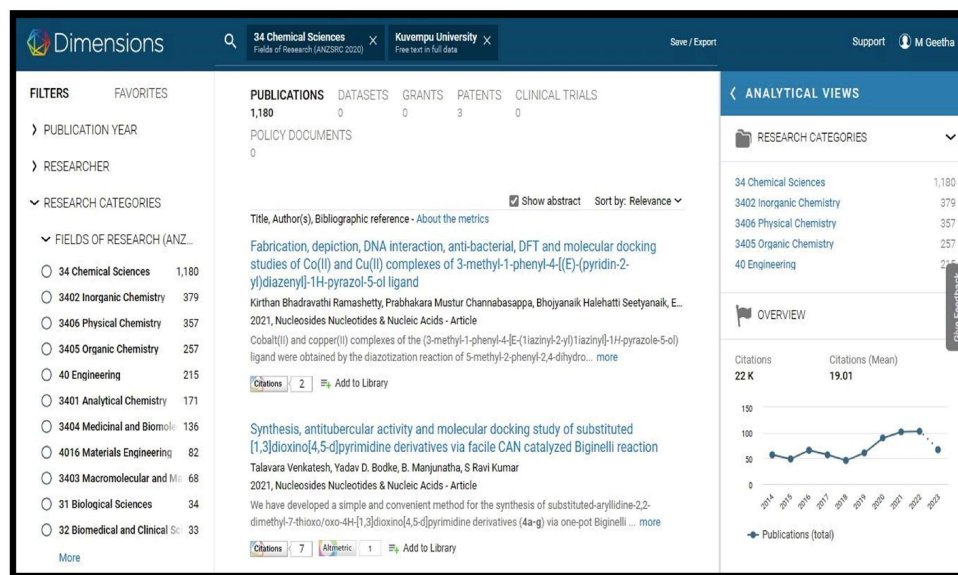 Dimensions
34 Chemical Sciences
Fields of Research (ANZSRC 2020)
Kuvempu University
Free text in full data
Save / Export
Support
M Geetha
FILTERS FAVORITES
PUBLICATION YEAR
RESEARCHER
RESEARCH CATEGORIES
FIELDS OF RESEARCH (ANZ...
34 Chemical Sciences 1,180
3402 Inorganic Chemistry 379
3406 Physical Chemistry 357
3405 Organic Chemistry 257
40 Engineering 215
3401 Analytical Chemistry 171
3404 Medicinal and Biomole 136
4016 Materials Engineering 82
3403 Macromolecular and Ma 68
31 Biological Sciences 34
32 Biomedical and Clinical Sc 33
More
PUBLICATIONS DATASETS GRANTS PATENTS CLINICAL TRIALS
1,180 0 0 3 0
POLICY DOCUMENTS
0
Show abstract Sort by: Relevance
Title, Author(s), Bibliographic reference - About the metrics
Fabrication, depiction, DNA interaction, anti-bacterial, DFT and molecular docking
studies of Co(II) and Cu(II) complexes of 3-methyl-1-phenyl-4-[(E)-(pyridin-2-
yl)diazenyl]-1H-pyrazol-5-ol ligand
Kirthan Bhadravathi Ramashetty, Prabhakara Mustur Channabasappa, Bhojyanaik Halehatti Seetyanaik, E...
2021, Nucleosides Nucleotides & Nucleic Acids - Article
Cobalt(II) and copper(II) complexes of the (3-methyl-1-phenyl-4-[E-(1iazinyl-2-yl)1iazinyl]-1H-pyrazole-5-ol)
ligand were obtained by the diazotization reaction of 5-methyl-2-phenyl-2,4-dihydro... more
Citations 2 Add to Library
Synthesis, antitubercular activity and molecular docking study of substituted
[1,3]dioxino[4,5-d]pyrimidine derivatives via facile CAN catalyzed Biginelli reaction
Talavara Venkatesh, Yadav D. Bodke, B. Manjunatha, S Ravi Kumar
2021, Nucleosides Nucleotides & Nucleic Acids - Article
We have developed a simple and convenient method for the synthesis of substituted-aryllidine-2,2-
dimethyl-7-thioxo/oxo-4H-[1,3]dioxino[4,5-d]pyrimidine derivatives (4a-g) via one-pot Biginelli ... more
Citations 7 Altmetric 1 Add to Library
ANALYTICAL VIEWS
RESEARCH CATEGORIES
34 Chemical Sciences 1,180
3402 Inorganic Chemistry 379
3406 Physical Chemistry 357
3405 Organic Chemistry 257
40 Engineering 215
Give Feedback
OVERVIEW
Citations Citations (Mean)
22 K 19.01
150
100
50
0
2014 2015 2016 2017 2018 2019 2020 2021 2022 2023
Publications (total)